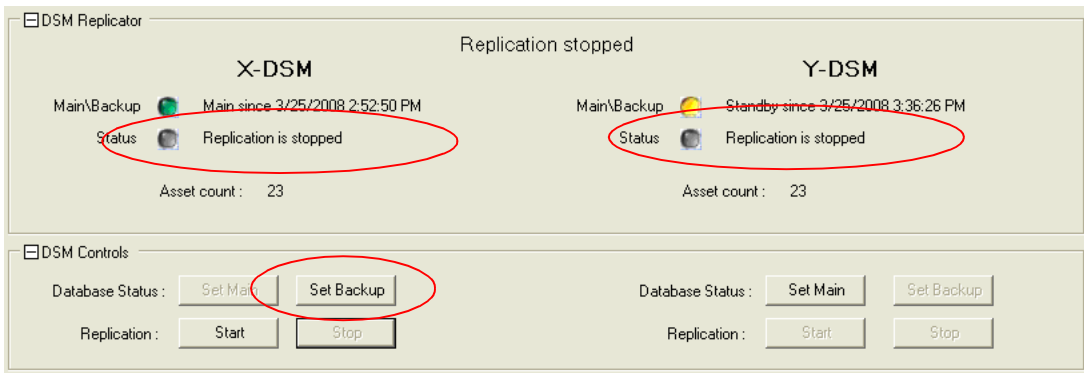 DSM Replicator
Replication stopped
X-DSM Y-DSM
Main\Backup Main since 3/25/2008 2:52:50 PM Main\Backup Standby since 3/25/2008 3:36:26 PM
Status Replication is stopped Status Replication is stopped
Asset count : 23 Asset count : 23
DSM Controls
Database Status : Set Main Set Backup Database Status : Set Main Set Backup
Replication : Start Stop Replication : Start Stop